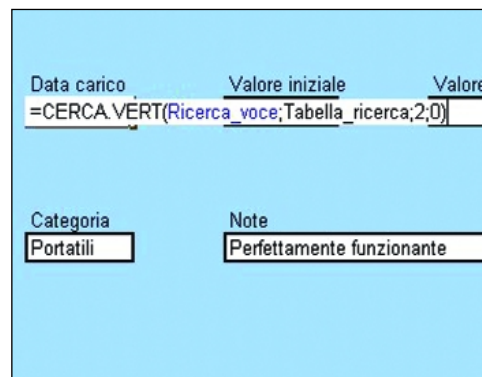 Data carico Valore iniziale Valore
=CERCA.VERT(Ricerca_voce;Tabella_ricerca;2;0)
Categoria Note
Portatili Perfettamente funzionante